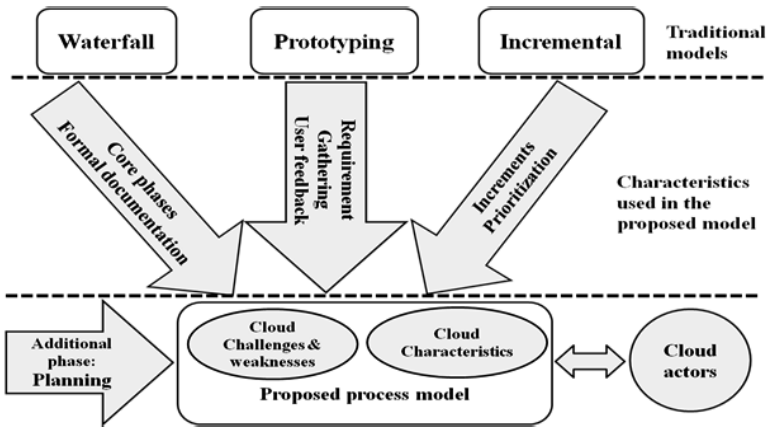 Waterfall
Prototyping
Incremental
Traditional
models
Core phases
Formal documentation
Requirement
Gathering
User feedback
Increments
Prioritization
Characteristics
used in the
proposed model
Additional
phase:
Planning
Cloud
Challenges &
weaknesses
Cloud
Characteristics
Proposed process model
Cloud
actors